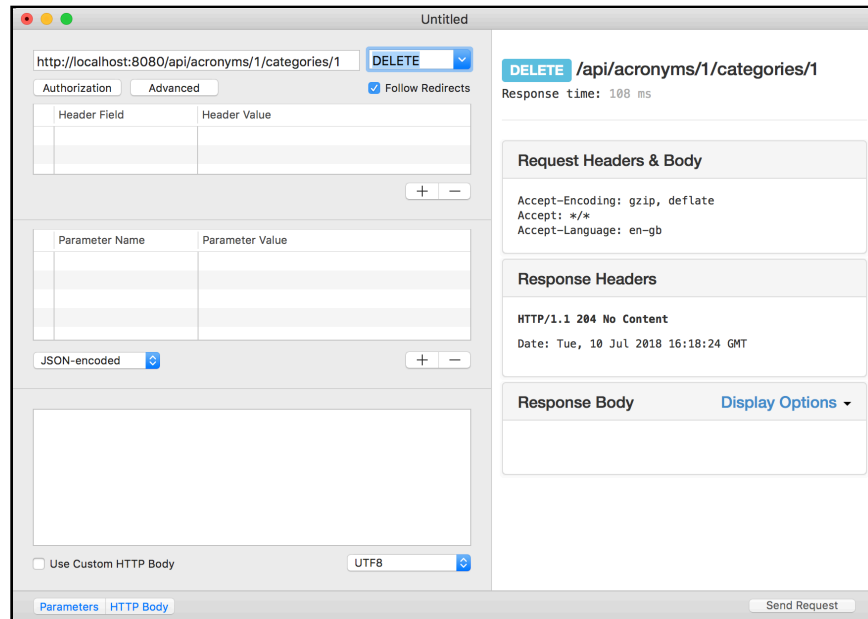 Untitled
http://localhost:8080/api/acronyms/1/categories/1
DELETE
Authorization
Advanced
Follow Redirects
Header Field
Header Value
Parameter Name
Parameter Value
JSON-encoded
Use Custom HTTP Body
UTF8
Parameters
HTTP Body
DELETE /api/acronyms/1/categories/1
Response time: 108 ms
Request Headers & Body
Accept-Encoding: gzip, deflate
Accept: */*
Accept-Language: en-gb
Response Headers
HTTP/1.1 204 No Content
Date: Tue, 10 Jul 2018 16:18:24 GMT
Response Body
Display Options
Send Request